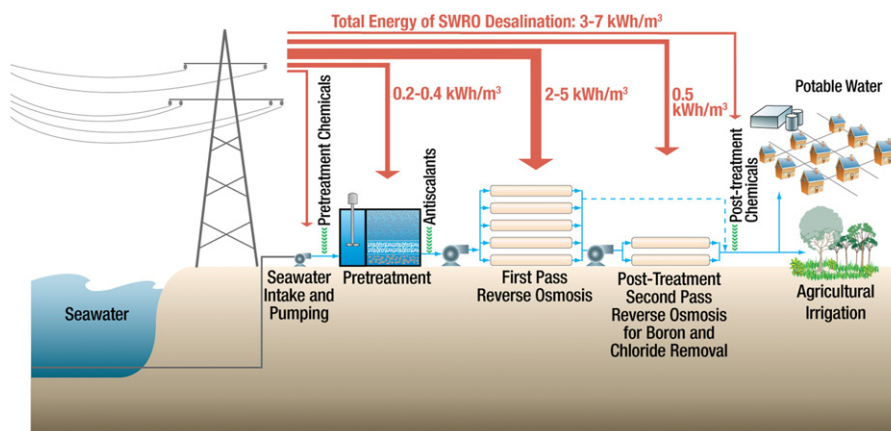 Total Energy of SWRO Desalination: 3-7 kWh/m³
0.2-0.4 kWh/m³
2-5 kWh/m³
0.5
kWh/m³
Potable Water
Pretreatment Chemicals
Antiscalants
Post-treatment
Chemicals
Seawater
Seawater
Intake and
Pumping
Pretreatment
First Pass
Reverse Osmosis
Post-Treatment
Second Pass
Reverse Osmosis
for Boron and
Chloride Removal
Agricultural
Irrigation